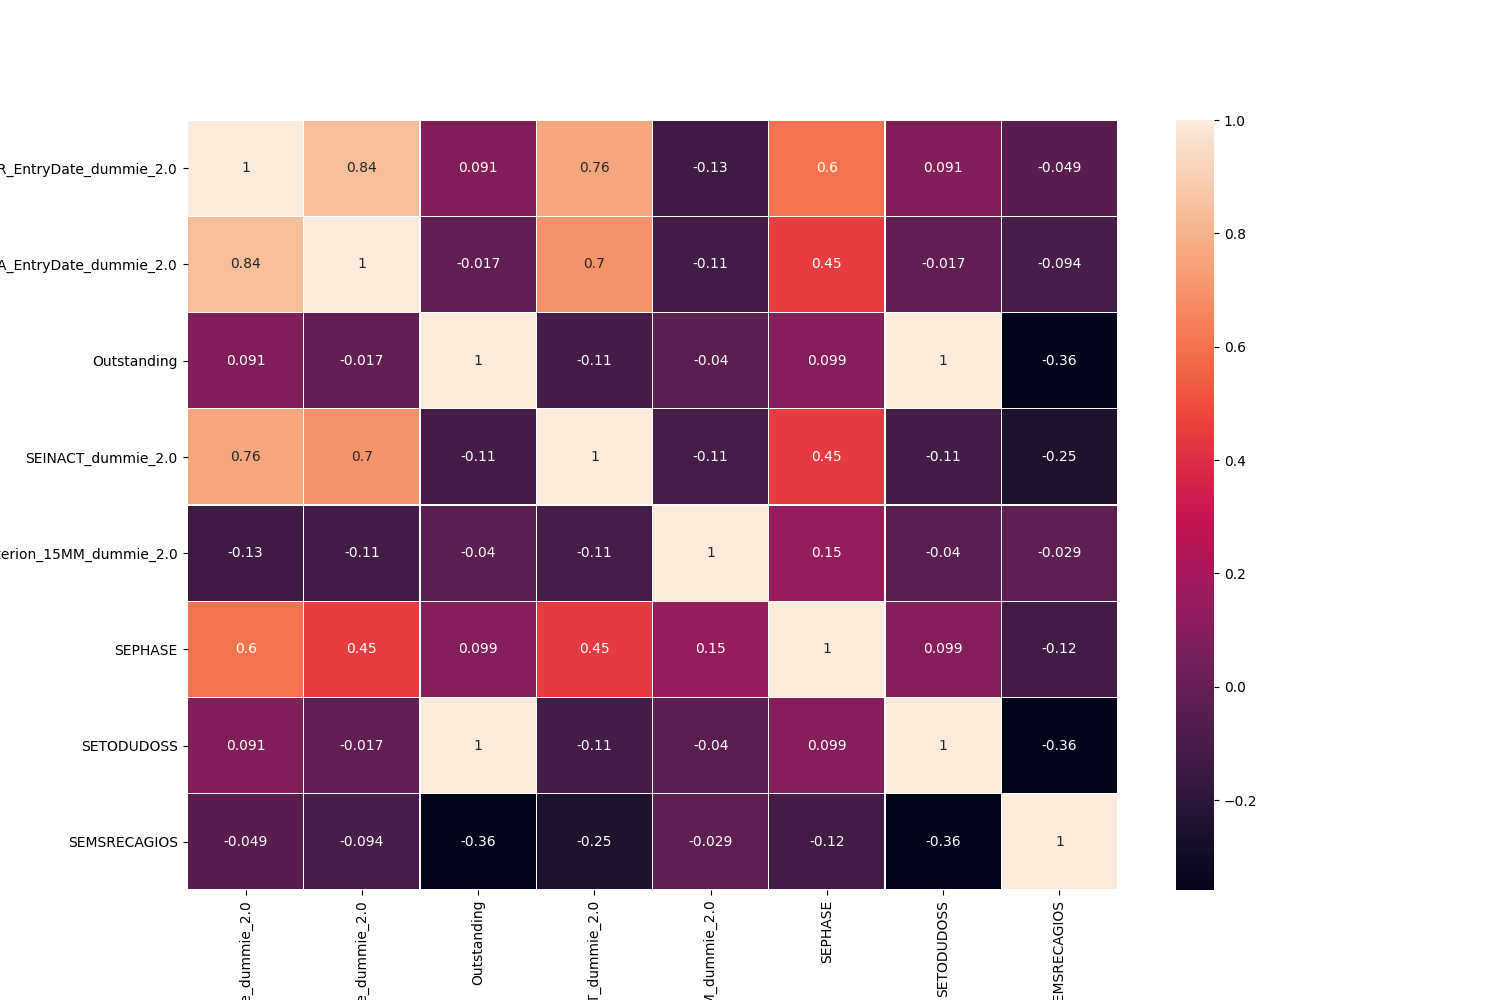 R_EntryDate_dummie_2.0 1 0.84 0.091 0.76 -0.13 0.6 0.091 -0.049
A_EntryDate_dummie_2.0 0.84 1 -0.017 0.7 -0.11 0.45 -0.017 -0.094
Outstanding 0.091 -0.017 1 -0.11 -0.04 0.099 1 -0.36
SEINACT_dummie_2.0 0.76 0.7 -0.11 1 -0.11 0.45 -0.11 -0.25
terion_15MM_dummie_2.0 -0.13 -0.11 -0.04 -0.11 1 0.15 -0.04 -0.029
SEPHASE 0.6 0.45 0.099 0.45 0.15 1 0.099 -0.12
SETODUDOSS 0.091 -0.017 1 -0.11 -0.04 0.099 1 -0.36
SEMSRECAGIOS -0.049 -0.094 -0.36 -0.25 -0.029 -0.12 -0.36 1
e_dummie_2.0
e_dummie_2.0
Outstanding
T_dummie_2.0
M_dummie_2.0
SEPHASE
SETODUDOSS
EMSRECAGIOS
1.0
0.8
0.6
0.4
0.2
0.0
−0.2